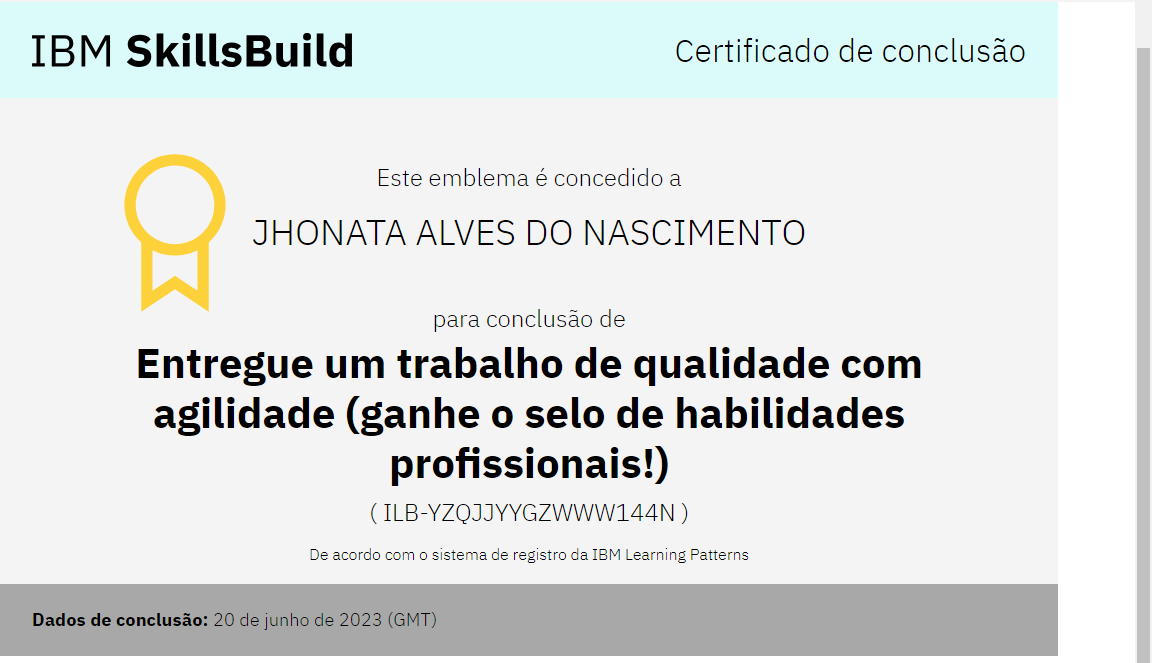 IBM SkillsBuild
Certificado de conclusão
Este emblema é concedido a
JHONATA ALVES DO NASCIMENTO
para conclusão de
Entregue um trabalho de qualidade com
agilidade (ganhe o selo de habilidades
profissionais!)
( ILB-YZQJJYYGZWWW144N )
De acordo com o sistema de registro da IBM Learning Patterns
Dados de conclusão: 20 de junho de 2023 (GMT)